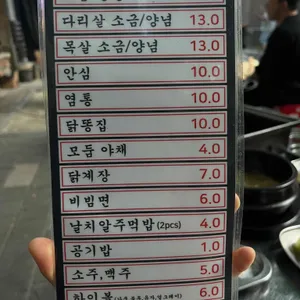 다리살 소금/양념 13.0
목살 소금/양념 13.0
안심 10.0
염통 10.0
닭똥집 10.0
모둠 야채 4.0
닭계장 7.0
비빔면 6.0
날치알주먹밥 (2pcs) 4.0
공기밥 1.0
소주,맥주 5.0
하이볼 6.0